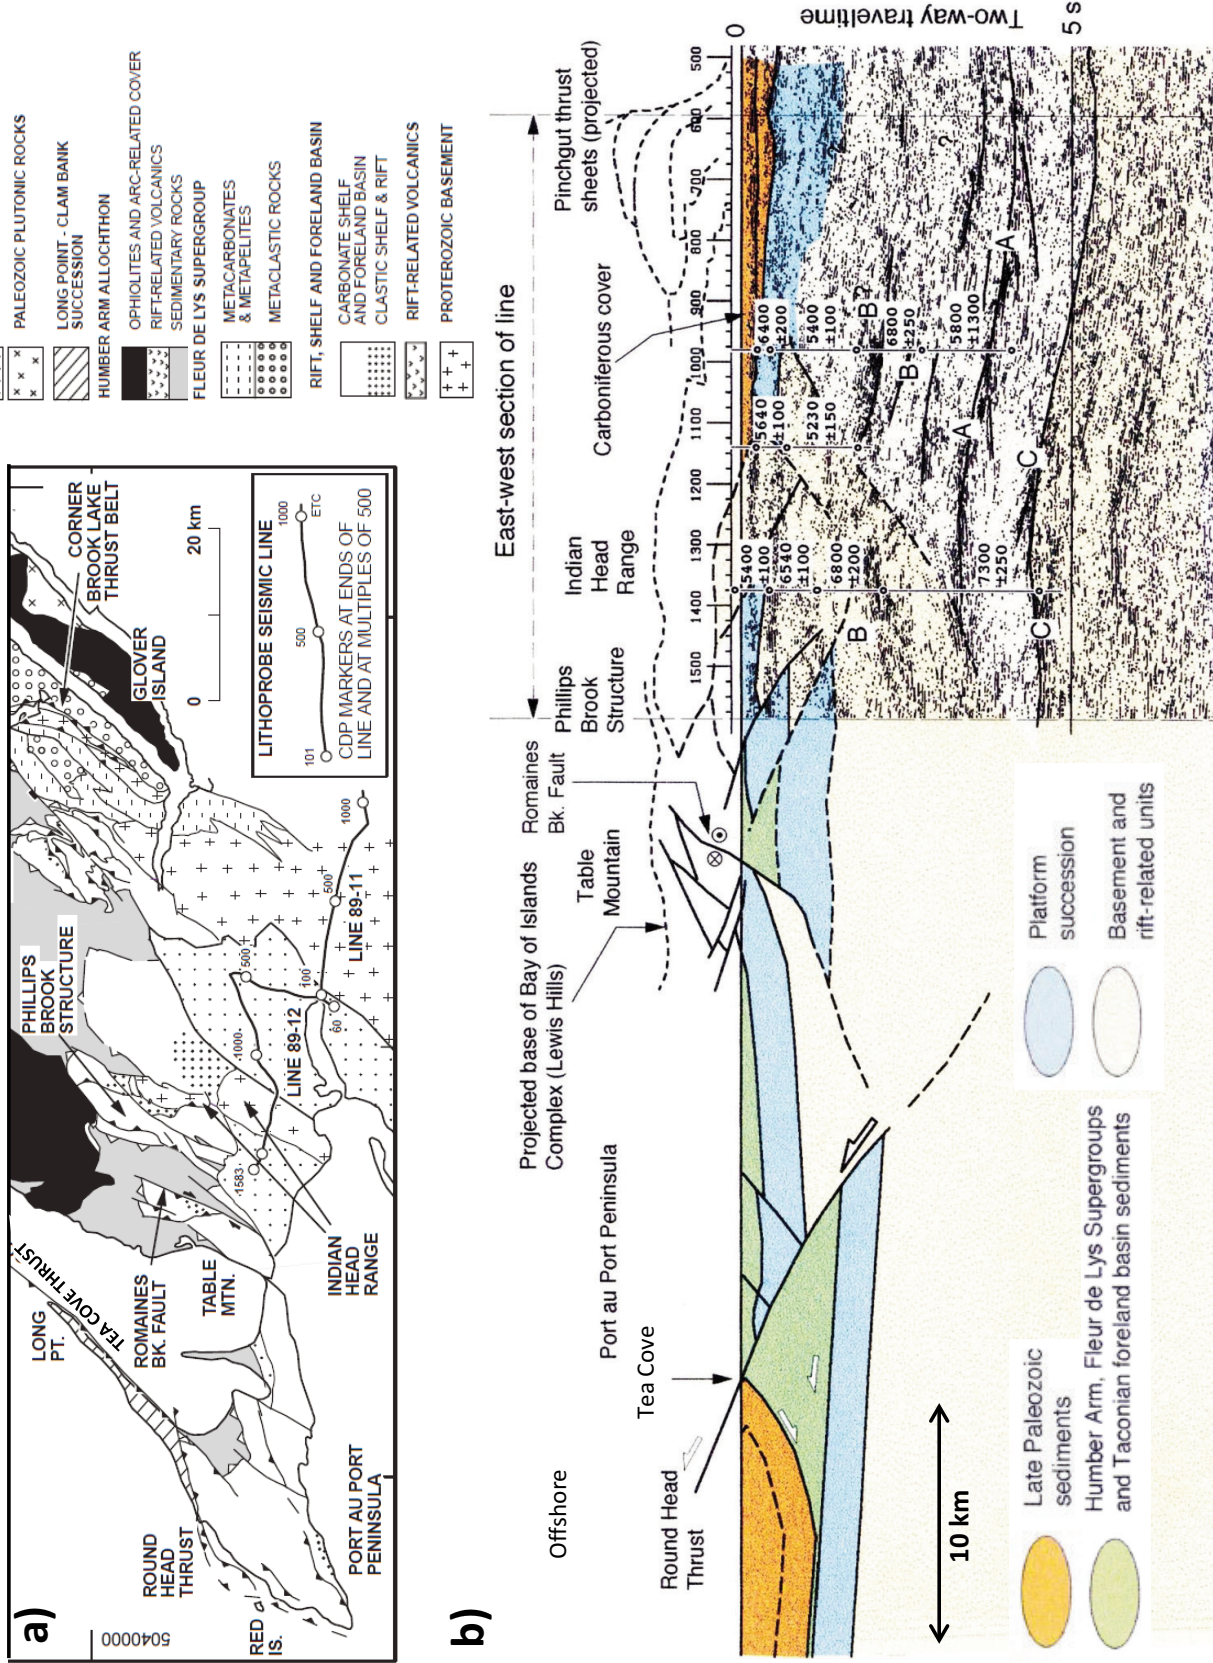 a)
5040000
RED
IS.
ROUND
HEAD
THRUST
PORT AU PORT
PENINSULA
LONG
PT.
TEA COVE THRUST
ROMAINES
BK. FAULT
TABLE
MTN.
INDIAN
HEAD
RANGE
PHILLIPS
BROOK
STRUCTURE
1583
1000
500
LINE 89-12
60
100
500
1000
LINE 89-11
GLOVER
ISLAND
CORNER
BROOK LAKE
THRUST BELT
0
20 km
LITHOPROBE SEISMIC LINE
101
500
1000
ETC
CDP MARKERS AT ENDS OF
LINE AND AT MULTIPLES OF 500
PALEOZOIC PLUTONIC ROCKS
LONG POINT - CLAM BANK
SUCCESSION
HUMBER ARM ALLOCHTHON
OPHIOLITES AND ARC-RELATED COVER
RIFT-RELATED VOLCANICS
SEDIMENTARY ROCKS
FLEUR DE LYS SUPERGROUP
METACARBONATES
& METAPELITES
METACLASTIC ROCKS
RIFT, SHELF AND FORELAND BASIN
CARBONATE SHELF
AND FORELAND BASIN
CLASTIC SHELF & RIFT
RIFT-RELATED VOLCANICS
PROTEROZOIC BASEMENT
b)
East-west section of line
Offshore
Port au Port Peninsula
Projected base of Bay of Islands
Complex (Lewis Hills)
Romaines
Bk. Fault
Phillips
Brook
Structure
Indian
Head
Range
Carboniferous cover
Pinchgut thrust
sheets (projected)
Table
Mountain
Tea Cove
Round Head
Thrust
1500
1400
1300
1200
1100
1000
900
800
700
600
500
0
Two-way traveltime
5 s
5400
±100
6540
±100
6800
±200
7300
±250
5640
±100
5230
±150
6400
±200
5400
±100
6800
±250
5800
±1300
B
B
B
?
?
?
A
A
C
C
10 km
Late Paleozoic
sediments
Humber Arm, Fleur de Lys Supergroups
and Taconian foreland basin sediments
Platform
succession
Basement and
rift-related units